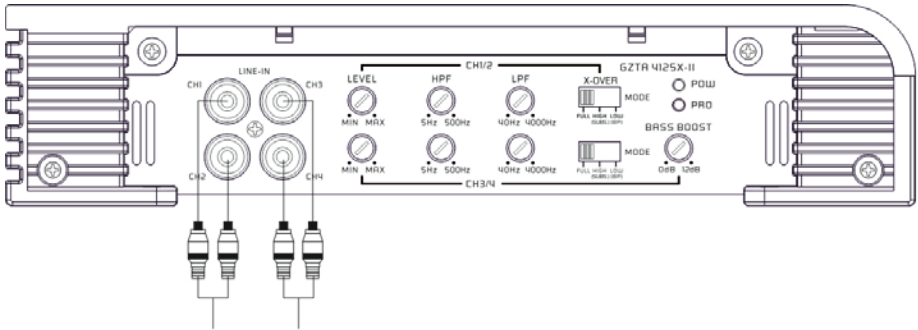 LINE-IN
CH1
CH3
CH2
CH4
CH1/2
LEVEL
HPF
LPF
X-OVER
GZTA 4125X-II
POW
PRO
MIN MAX
5Hz 500Hz
40Hz 4000Hz
FULL HIGH LOW
MODE
BASS BOOST
MIN MAX
5Hz 500Hz
40Hz 4000Hz
FULL HIGH LOW
MODE
0dB 12dB
CH3/4